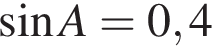 sin A = 0,4